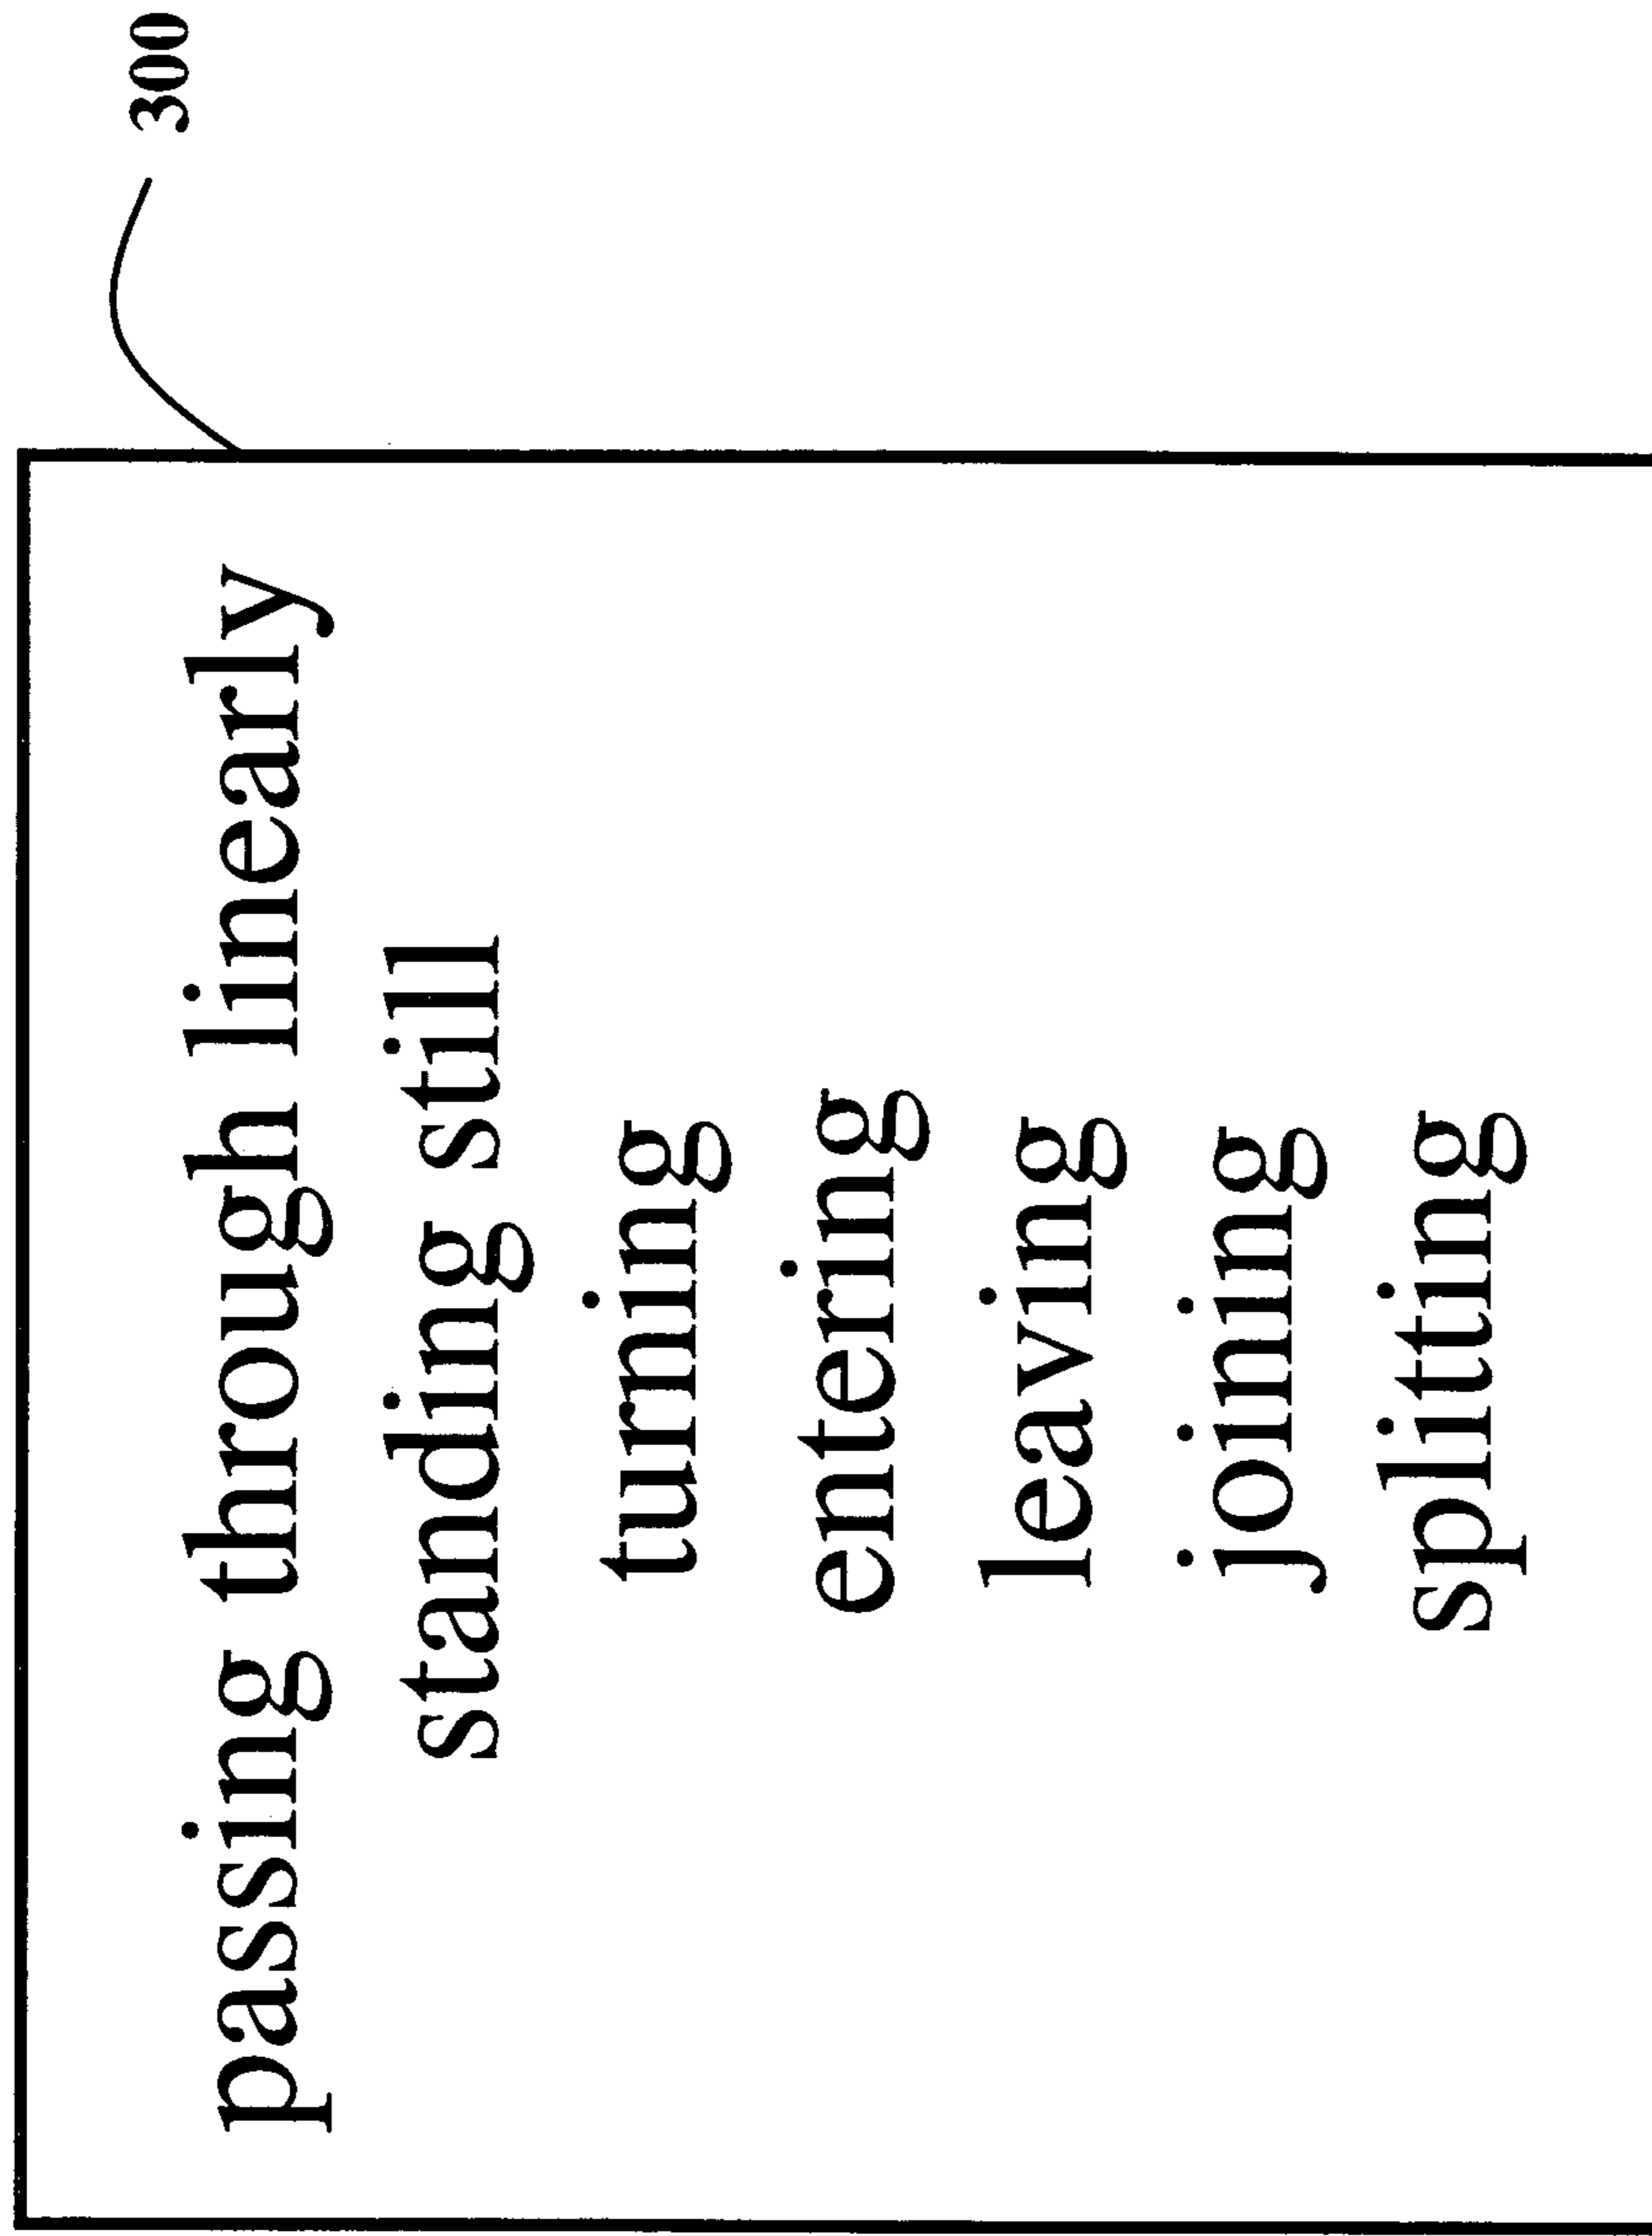 300
passing through linearly
standing still
turning
entering
leaving
joining
splitting